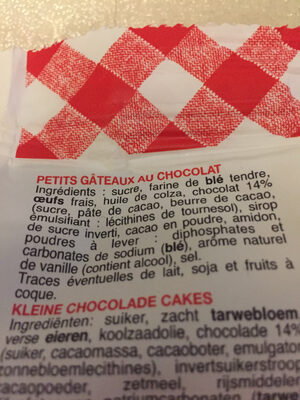 PETITS GÂTEAUX AU CHOCOLAT
Ingrédients : sucre, farine de blé tendre,
œufs frais, huile de colza, chocolat 14%
(sucre, pâte de cacao, beurre de cacao,
émulsifiant : lécithines de tournesol), sirop
de sucre inverti, cacao en poudre, amidon,
poudres à lever : diphosphates et
carbonates de sodium (blé), arôme naturel
de vanille (contient alcool), sel.
Traces éventuelles de lait, soja et fruits à
coque.
KLEINE CHOCOLADE CAKES
Ingrediënten: suiker, zacht tarwebloem
verse eieren, koolzaadolie, chocolade 14%
(suiker, cacaomassa, cacaoboter, emulgator
zonnebloemlecithines), invertsuikerstroop
cacaopoeder, zetmeel, rijsmiddelen